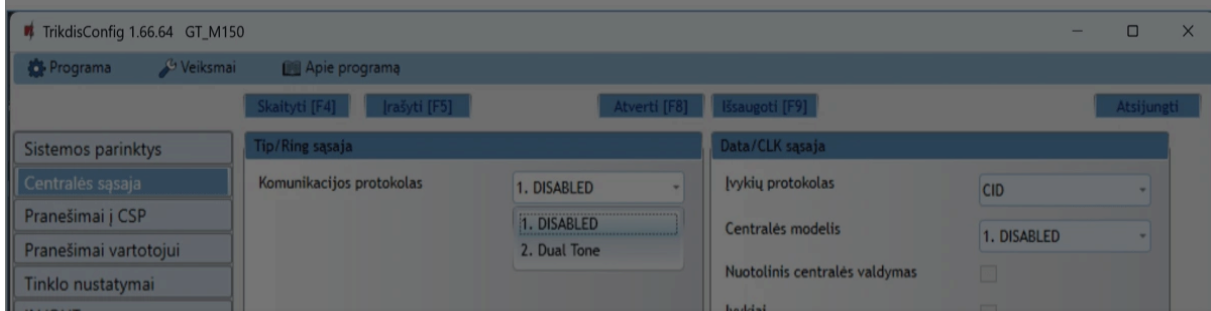 TrikdisConfig 1.66.64 GT_M150
Programa Veiksmai Apie programą
Skaityti [F4] Įrašyti [F5] Atverti [F8] Išsaugoti [F9] Atsijungti
Sistemos parinktys
Centralės sąsaja
Pranešimai į CSP
Pranešimai vartotojui
Tinklo nustatymai
Tip/Ring sąsaja
Komunikacijos protokolas
1. DISABLED
1. DISABLED
2. Dual Tone
Data/CLK sąsaja
Įvykių protokolas CID
Centralės modelis 1. DISABLED
Nuotolinis centralės valdymas